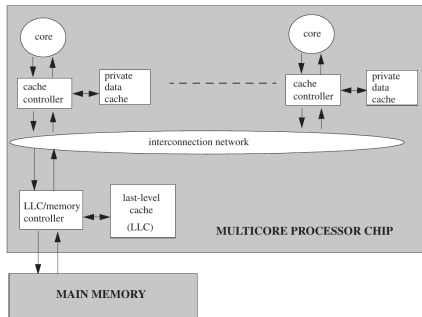 core
core
cache
controller
private
data
cache
cache
controller
private
data
cache
interconnection network
LLC/memory
controller
last-level
cache
(LLC)
MULTICORE PROCESSOR CHIP
MAIN MEMORY